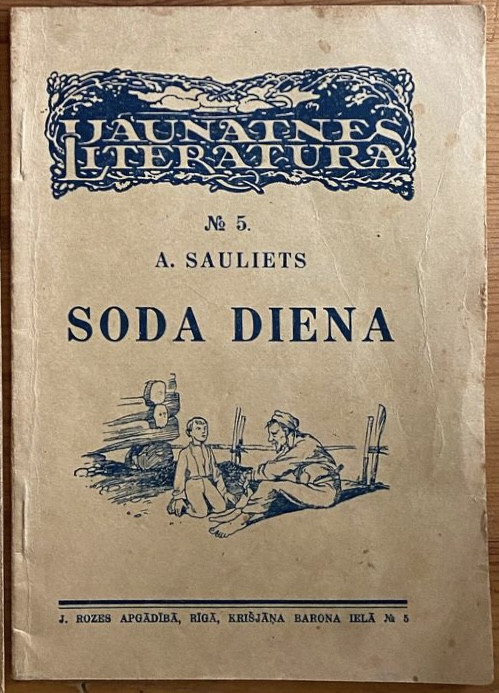 JAUNATNES
LITERATURA
№ 5.
A. SAULIETS
SODA DIENA
J. ROZES APGĀDĪBĀ, RĪGĀ, KRIŠJĀŅA BARONA IELĀ № 5